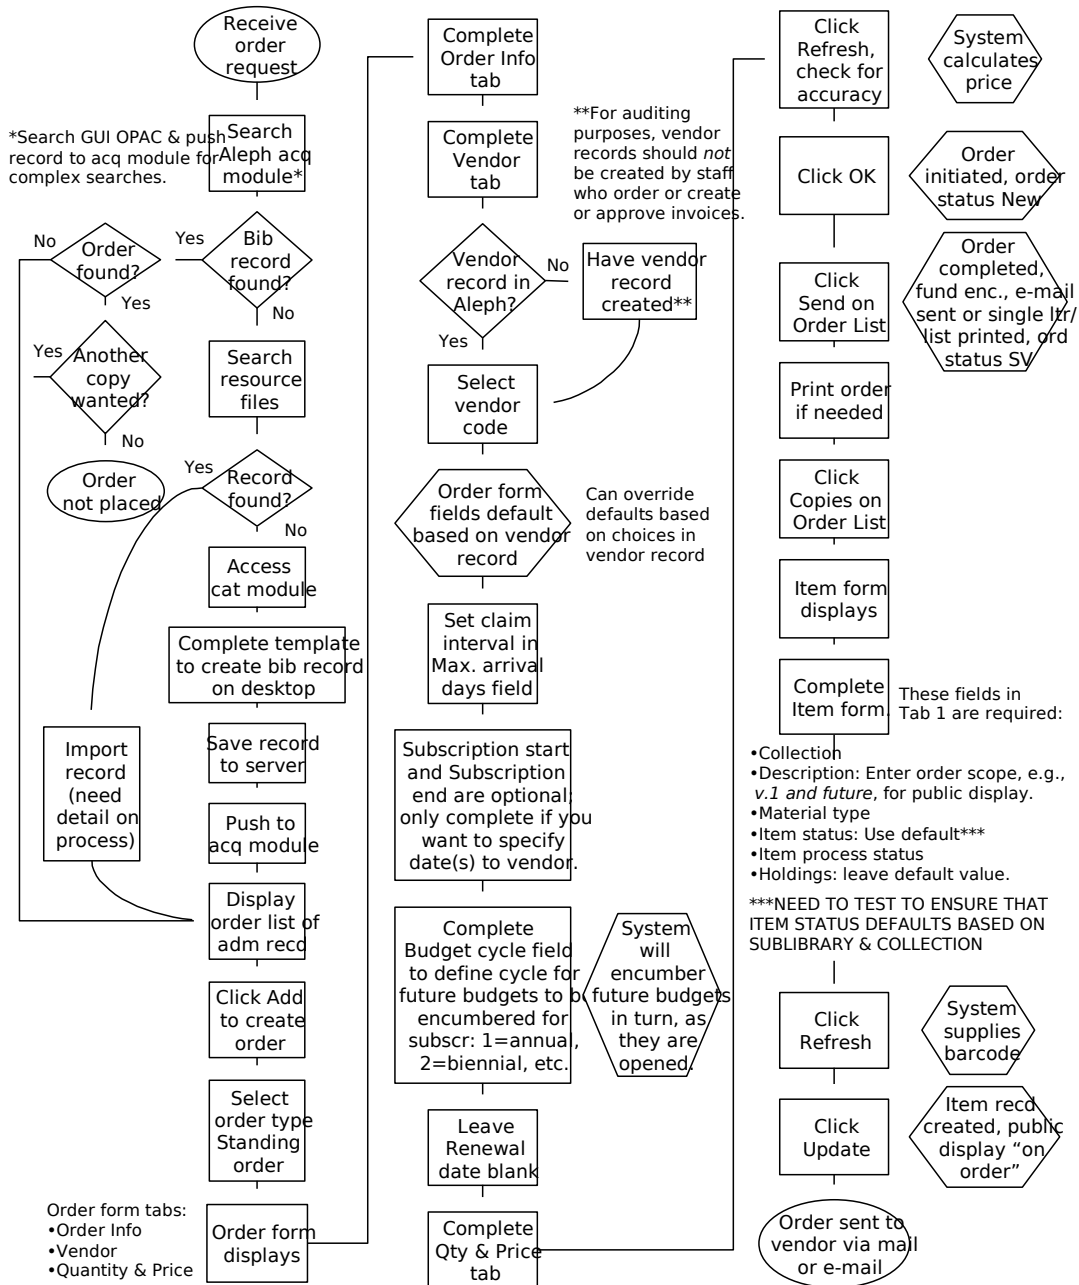 Receive
order
request
*Search GUI OPAC & push
record to acq module for
complex searches.
Search
Aleph acq
module*
No
Order
found?
Yes
Yes
Bib
record
found?
No
Yes
Another
copy
wanted?
No
Order
not placed
Search
resource
files
Yes
Record
found?
No
Access
cat module
Complete template
to create bib record
on desktop
Save record
to server
Import
record
(need
detail on
process)
Push to
acq module
Display
order list of
adm recd
Click Add
to create
order
Select
order type
Standing
order
Order form tabs:
•Order Info
•Vendor
•Quantity & Price
Order form
displays
Complete
Order Info
tab
Complete
Vendor
tab
**For auditing
purposes, vendor
records should not
be created by staff
who order or create
or approve invoices.
Vendor
record in
Aleph?
No
Have vendor
record
created**
Yes
Select
vendor
code
Order form
fields default
based on vendor
record
Can override
defaults based
on choices in
vendor record
Set claim
interval in
Max. arrival
days field
Subscription start
and Subscription
end are optional;
only complete if you
want to specify
date(s) to vendor.
Complete
Budget cycle field
to define cycle for
future budgets to be
encumbered for
subscr: 1=annual,
2=biennial, etc.
System
will
encumber
future budgets
in turn, as
they are
opened.
Leave
Renewal
date blank
Complete
Qty & Price
tab
Click
Refresh,
check for
accuracy
System
calculates
price
Click OK
Order
initiated, order
status New
Click
Send on
Order List
Order
completed,
fund enc., e-mail
sent or single ltr/
list printed, ord
status SV
Print order
if needed
Click
Copies on
Order List
Item form
displays
Complete
Item form.
These fields in
Tab 1 are required:
•Collection
•Description: Enter order scope, e.g.,
v.1 and future, for public display.
•Material type
•Item status: Use default***
•Item process status
•Holdings: leave default value.
***NEED TO TEST TO ENSURE THAT
ITEM STATUS DEFAULTS BASED ON
SUBLIBRARY & COLLECTION
Click
Refresh
System
supplies
barcode
Click
Update
Item recd
created, public
display “on
order”
Order sent to
vendor via mail
or e-mail